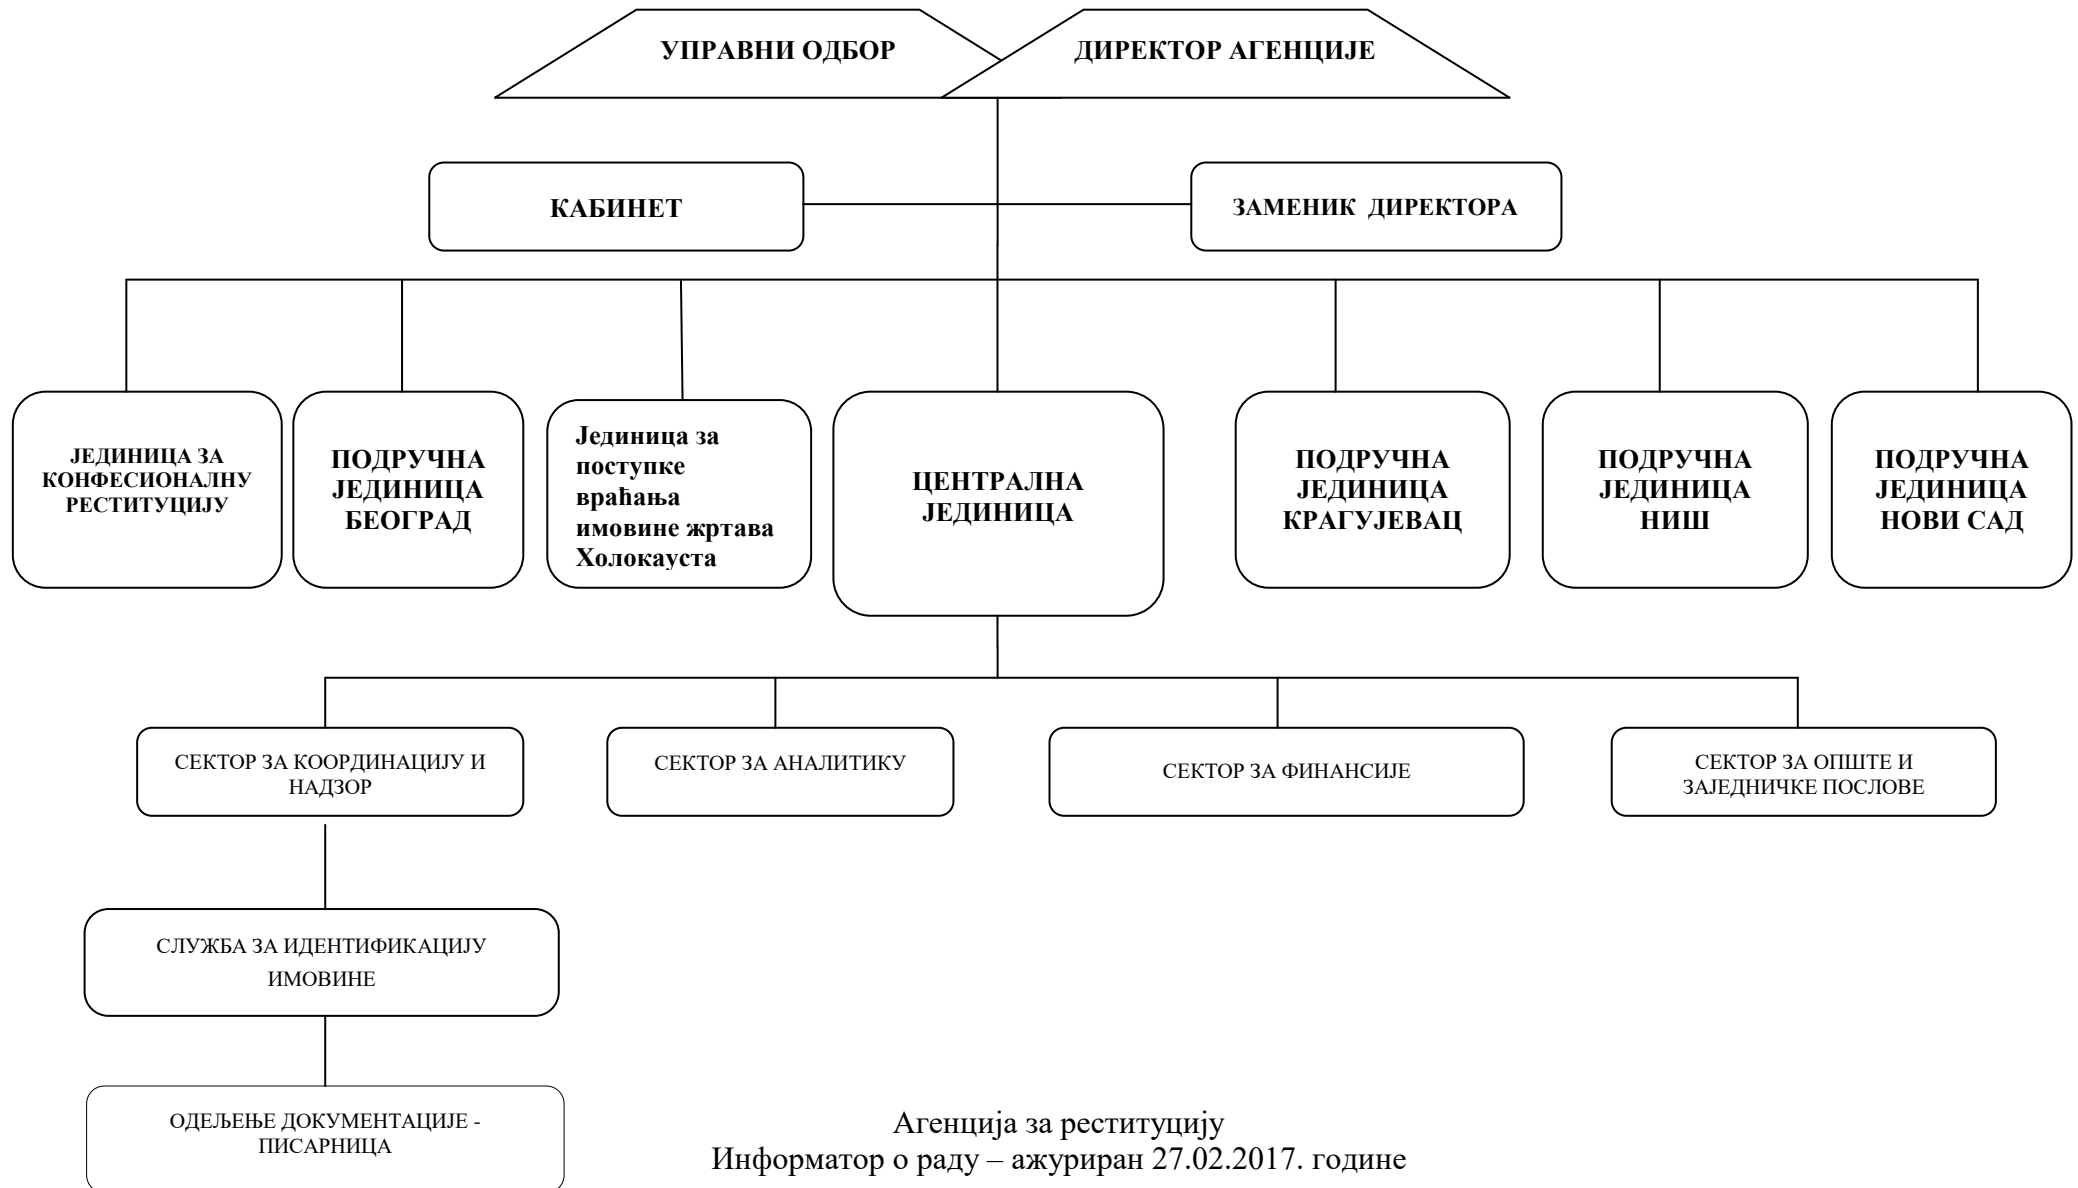 УПРАВНИ ОДБОР
ДИРЕКТОР АГЕНЦИЈЕ
КАБИНЕТ
ЗАМЕНИК ДИРЕКТОРА
ЈЕДИНИЦА ЗА
КОНФЕСИОНАЛНУ
РЕСТИТУЦИЈУ
ПОДРУЧНА
ЈЕДИНИЦА
БЕОГРАД
Јединица за
поступке
враћања
имовине жртава
Холокауста
ЦЕНТРАЛНА
ЈЕДИНИЦА
ПОДРУЧНА
ЈЕДИНИЦА
КРАГУЈЕВАЦ
ПОДРУЧНА
ЈЕДИНИЦА
НИШ
ПОДРУЧНА
ЈЕДИНИЦА
НОВИ САД
СЕКТОР ЗА КООРДИНАЦИЈУ И
НАДЗОР
СЕКТОР ЗА АНАЛИТИКУ
СЕКТОР ЗА ФИНАНСИЈЕ
СЕКТОР ЗА ОПШТЕ И
ЗАЈЕДНИЧКЕ ПОСЛОВЕ
СЛУЖБА ЗА ИДЕНТИФИКАЦИЈУ
ИМОВИНЕ
ОДЕЉЕЊЕ ДОКУМЕНТАЦИЈЕ -
ПИСАРНИЦА
Агенција за реституцију
Информатор о раду – ажуриран 27.02.2017. године